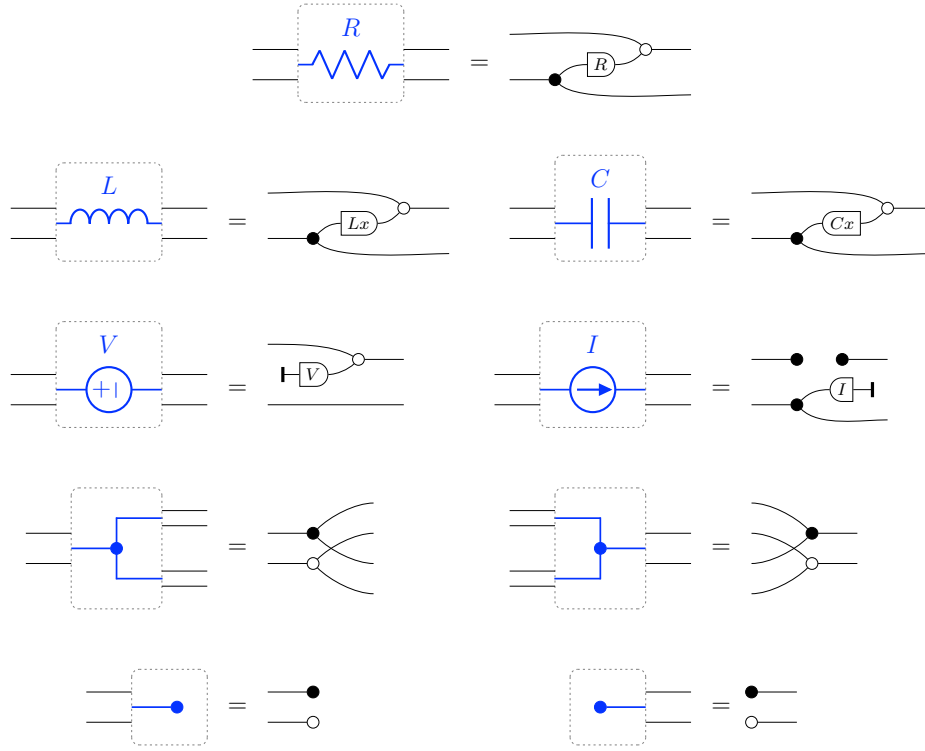 R
= R
L C
= Lx = Cx
V I
+ = V = I
= =
= =